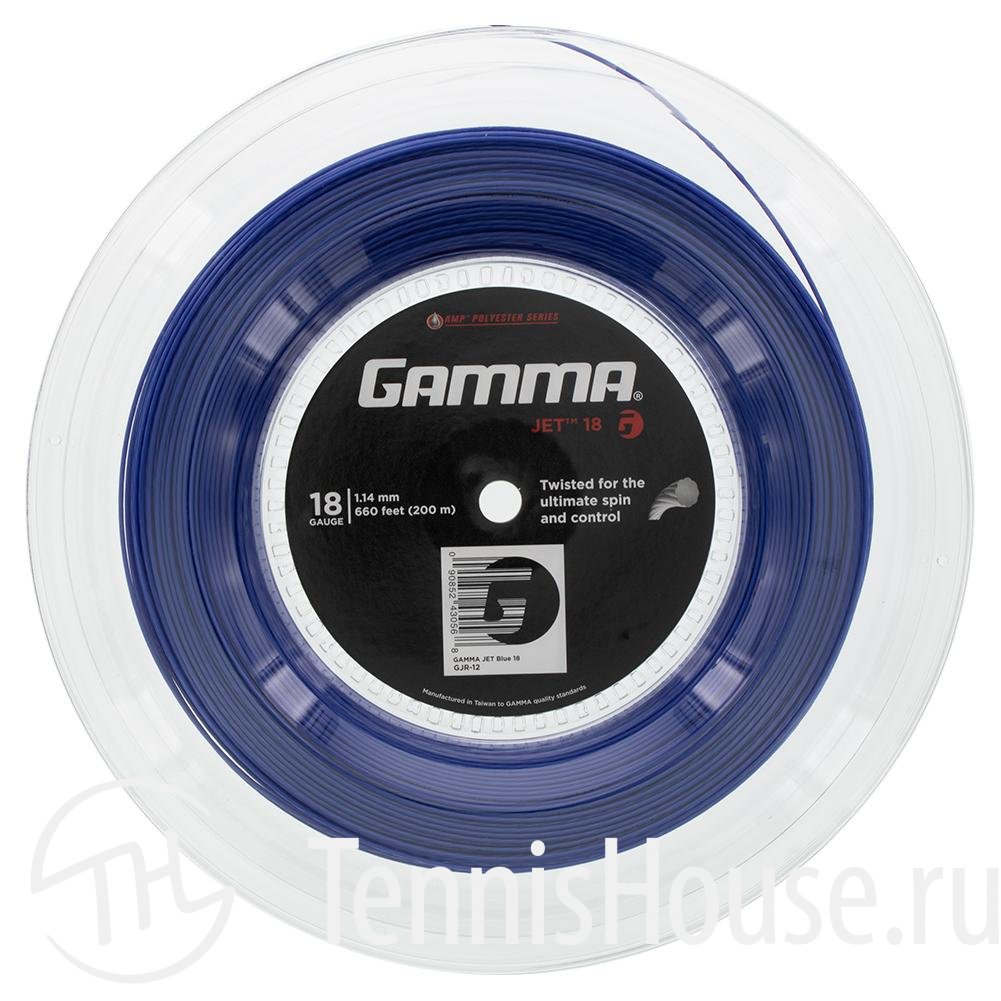 AMP™ POLYESTER SERIES
GAMMA®
JET™ 18 G
18 GAUGE
1.14 mm
660 feet (200 m)
Twisted for the
ultimate spin
and control
0 90852 43056 8
G
GAMMA JET Blue 18
GJR-12
Manufactured in Taiwan to GAMMA quality standards
TH TennisHouse.ru